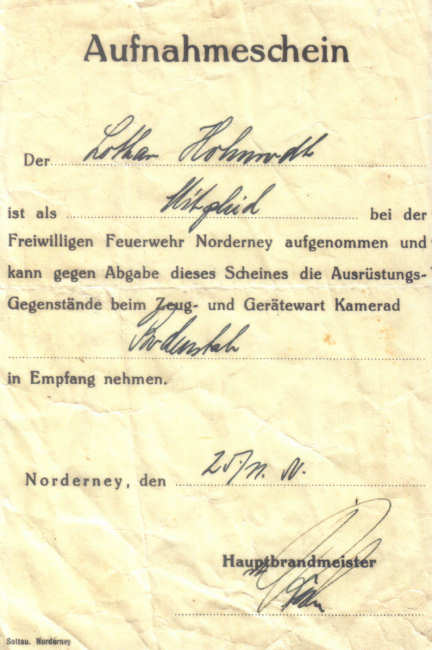 Aufnahmeschein
Der Lothar
ist als Mitglied bei der
Freiwilligen Feuerwehr Norderney aufgenommen und
kann gegen Abgabe dieses Scheines die Ausrüstungs-
Gegenstände beim Zeug- und Gerätewart Kamerad
in Empfang nehmen.
Norderney, den
Hauptbrandmeister
Soltau, Norderney